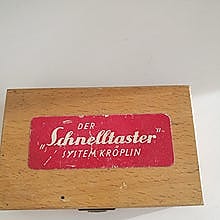 DER
„Schnelltaster"
SYSTEM KRÖPLIN